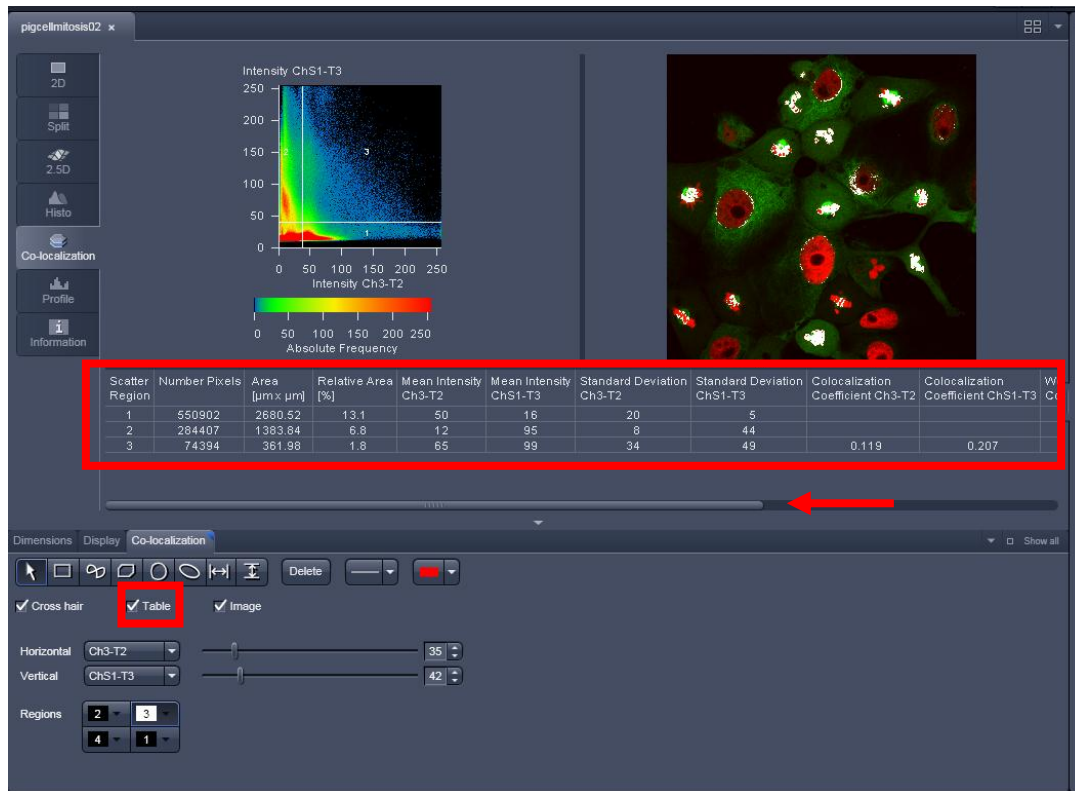 pigcellmitosis02 ×
2D
Split
2.5D
Histo
Co-localization
Profile
Information
Intensity ChS1-T3
250
200
150
100
50
0
2
3
1
0 50 100 150 200 250
Intensity Ch3-T2
0 50 100 150 200 250
Absolute Frequency
Scatter Region Number Pixels Area [µm x µm] Relative Area [%] Mean Intensity Ch3-T2 Mean Intensity ChS1-T3 Standard Deviation Ch3-T2 Standard Deviation ChS1-T3 Colocalization Coefficient Ch3-T2 Colocalization Coefficient ChS1-T3
1 550902 2680.52 13.1 50 16 20 5
2 284407 1383.84 6.8 12 95 8 44
3 74394 361.98 1.8 65 99 34 49 0.119 0.207
Dimensions Display Co-localization Show all
Delete
Cross hair Table Image
Horizontal Ch3-T2 35
Vertical ChS1-T3 42
Regions 2 3
4 1